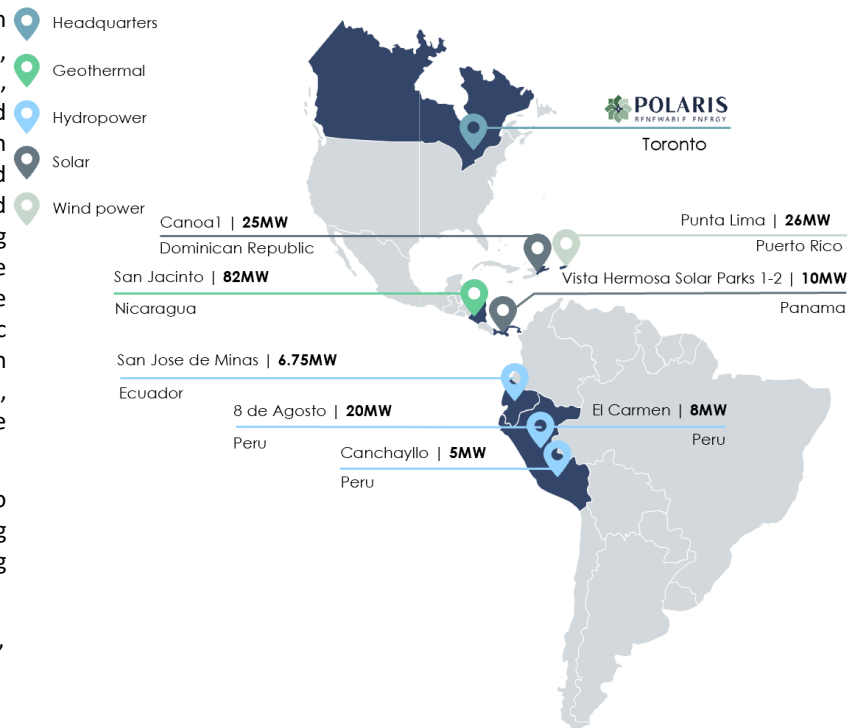 Headquarters
Geothermal
Hydropower
Solar
Wind power
POLARIS
RENEWABLE ENERGY
Toronto
Canoa1 | 25MW
Dominican Republic
Punta Lima | 26MW
Puerto Rico
San Jacinto | 82MW
Nicaragua
Vista Hermosa Solar Parks 1-2 | 10MW
Panama
San Jose de Minas | 6.75MW
Ecuador
8 de Agosto | 20MW
Peru
El Carmen | 8MW
Peru
Canchayllo | 5MW
Peru